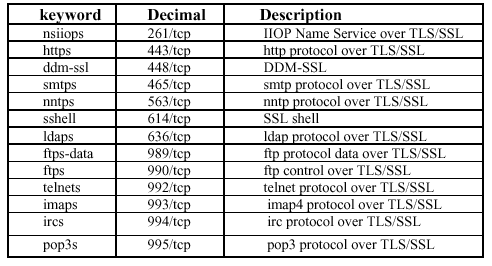 keyword Decimal Description
nsiiops 261/tcp IIOP Name Service over TLS/SSL
https 443/tcp http protocol over TLS/SSL
ddm-ssl 448/tcp DDM-SSL
smtps 465/tcp smtp protocol over TLS/SSL
nntps 563/tcp nntp protocol over TLS/SSL
sshell 614/tcp SSL shell
ldaps 636/tcp ldap protocol over TLS/SSL
ftps-data 989/tcp ftp protocol data over TLS/SSL
ftps 990/tcp ftp control over TLS/SSL
telnets 992/tcp telnet protocol over TLS/SSL
imaps 993/tcp imap4 protocol over TLS/SSL
ircs 994/tcp irc protocol over TLS/SSL
pop3s 995/tcp pop3 protocol over TLS/SSL